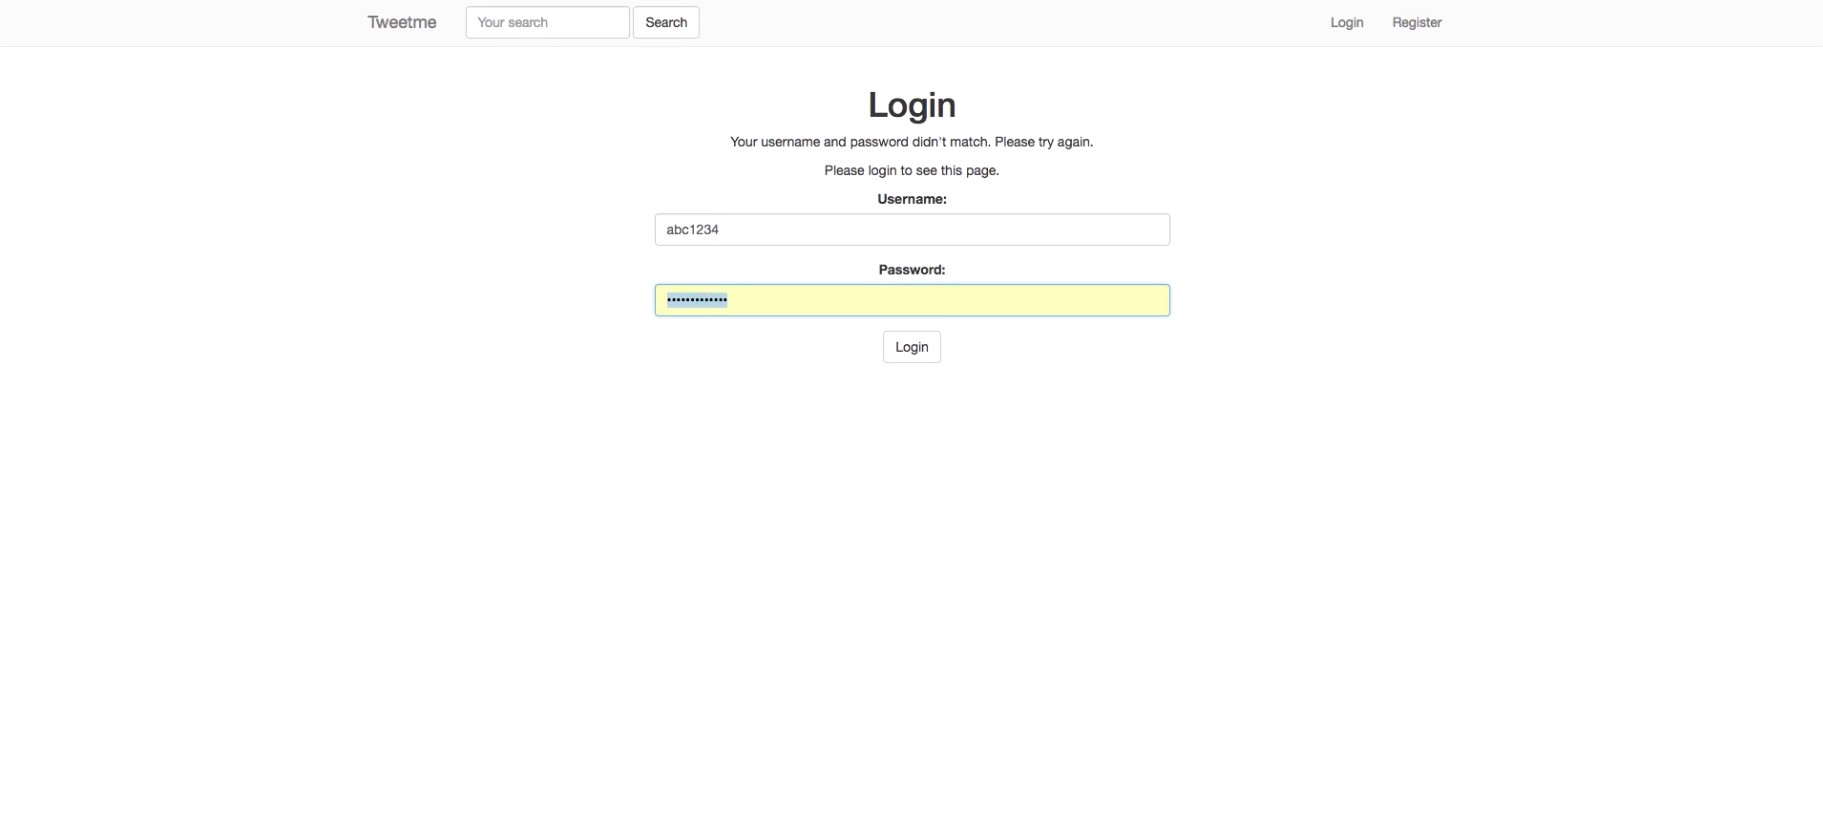 Tweetme Your search Search Login Register
Login
Your username and password didn't match. Please try again.
Please login to see this page.
Username:
abc1234
Password:
•••••••••••••
Login